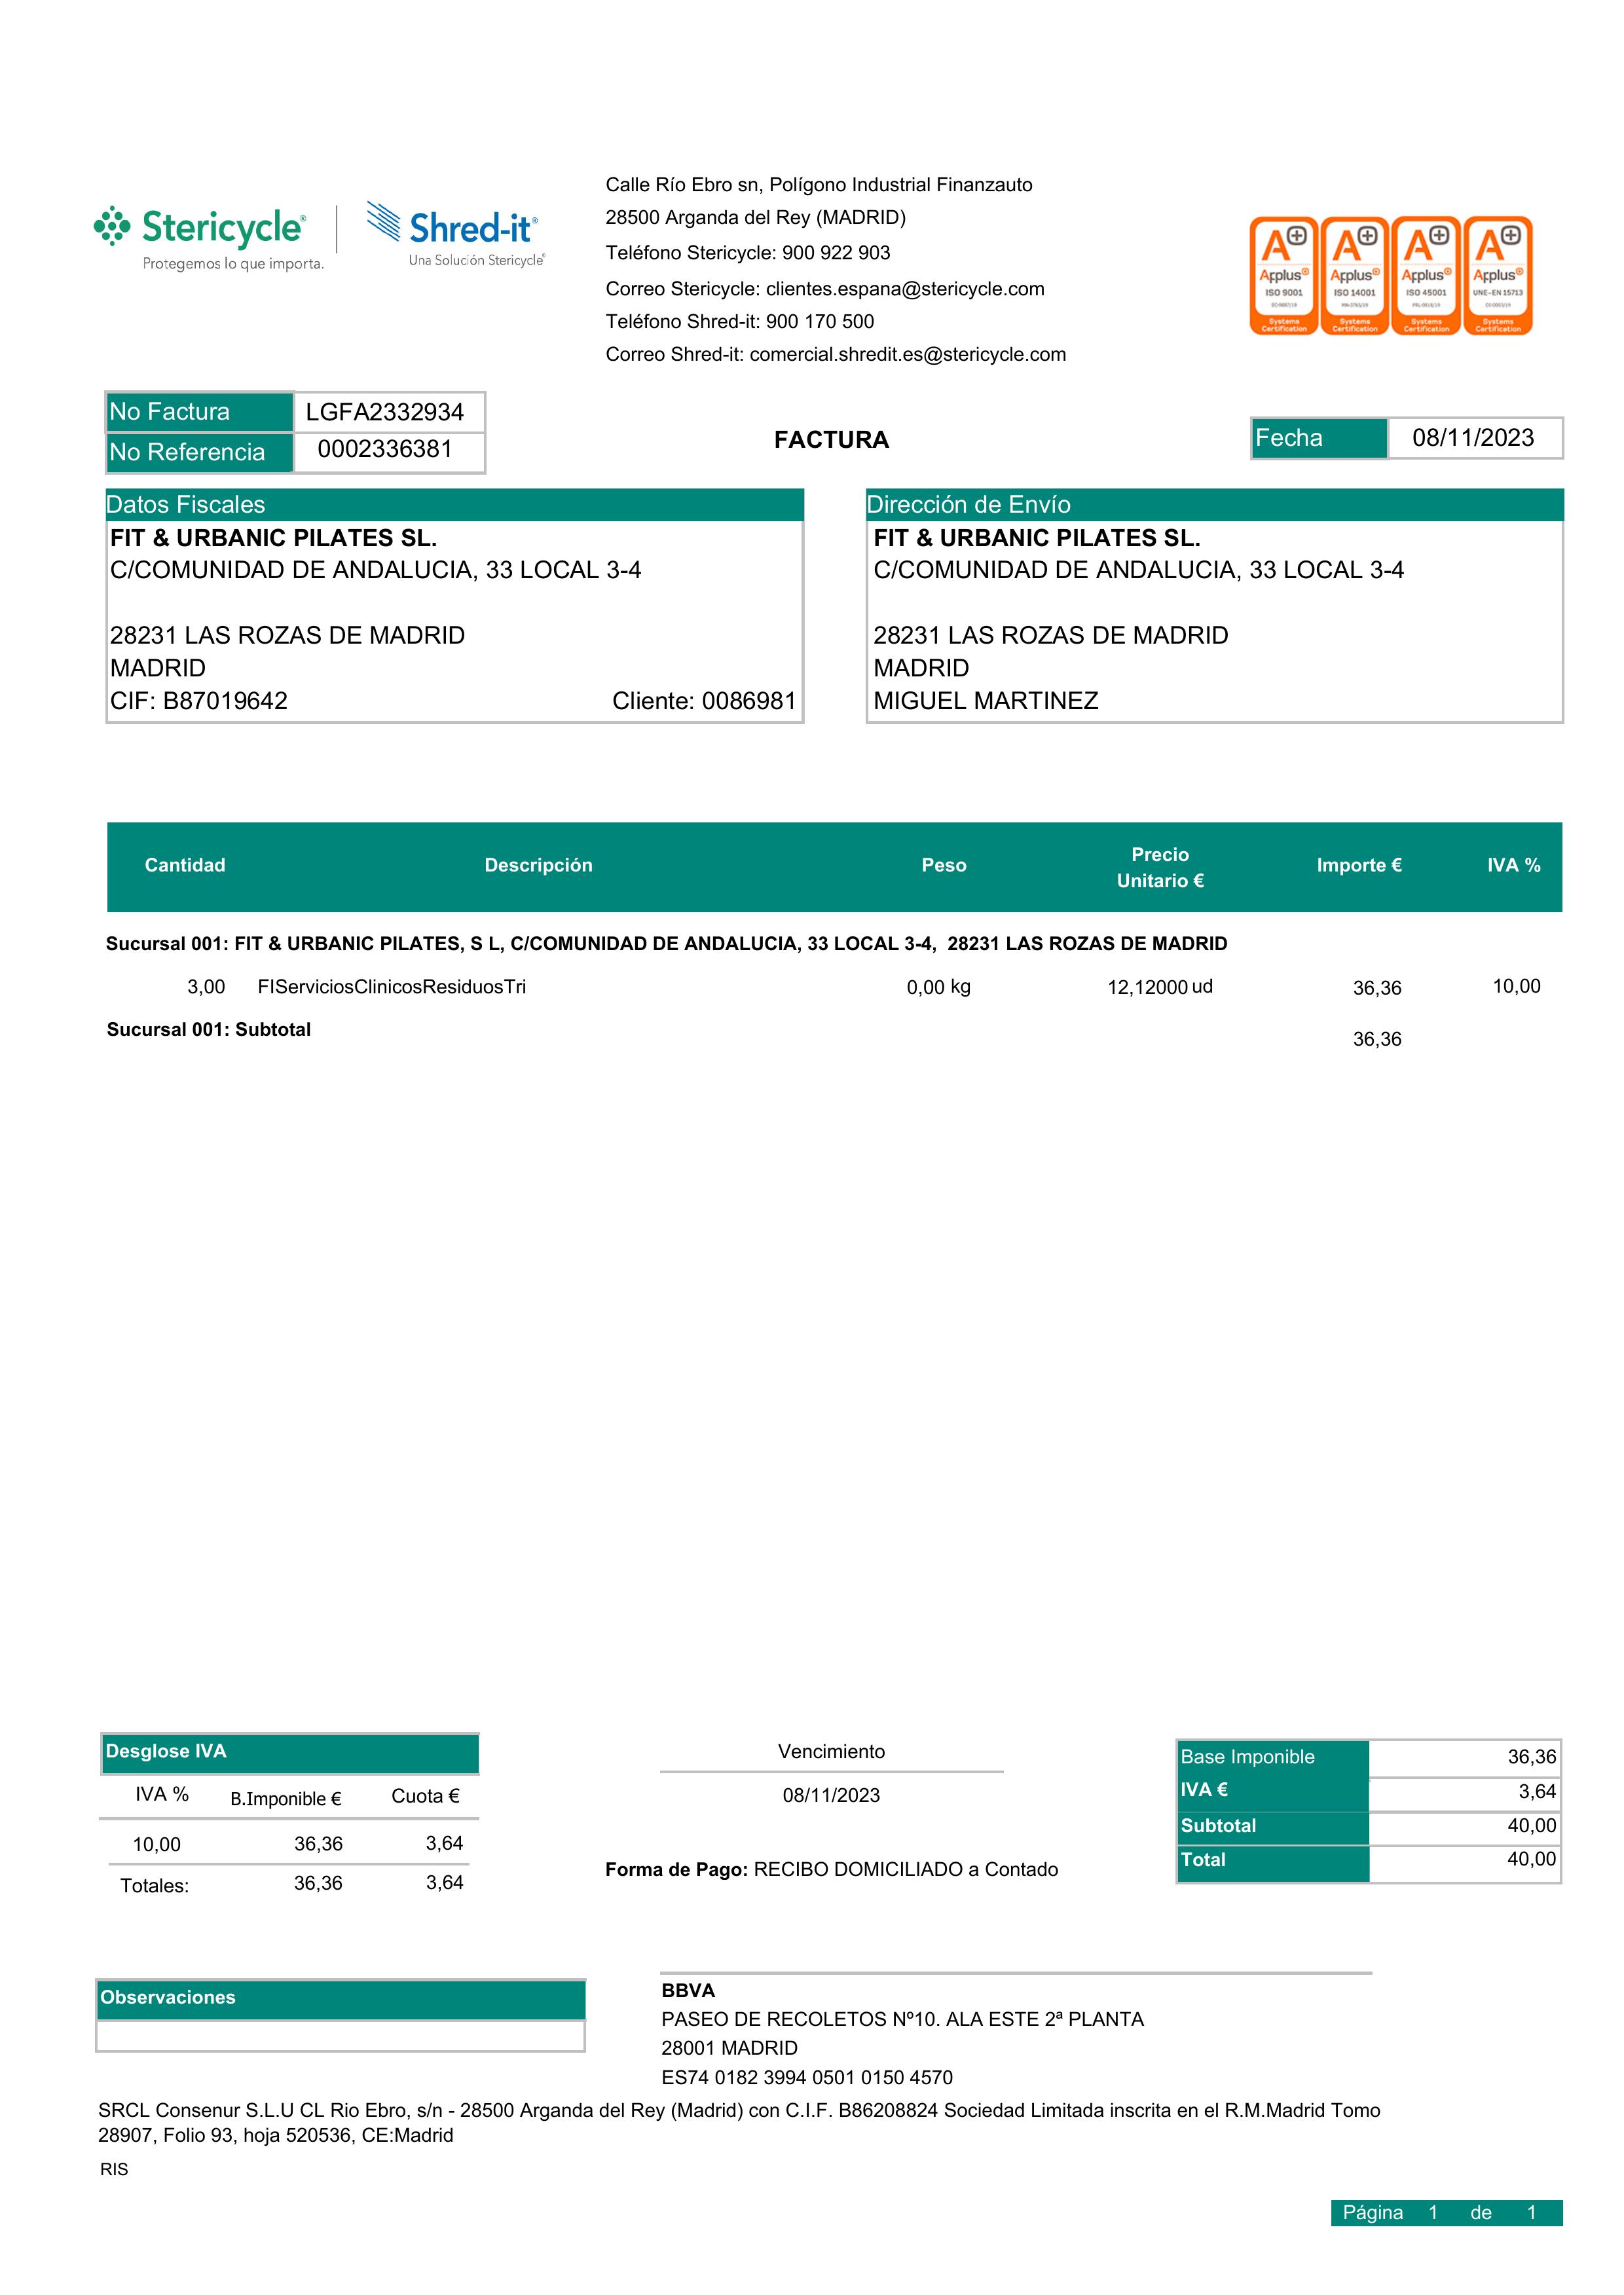 Stericycle®
Protegemos lo que importa.
Shred-it®
Una Solución Stericycle®
Calle Río Ebro sn, Polígono Industrial Finanzauto
28500 Arganda del Rey (MADRID)
Teléfono Stericycle: 900 922 903
Correo Stericycle: clientes.espana@stericycle.com
Teléfono Shred-it: 900 170 500
Correo Shred-it: comercial.shredit.es@stericycle.com
A+ A+ A+ A+
Applus Applus Applus Applus
ISO 9001 ISO 14001 ISO 45001 UNE-EN 15713
Systems Certification Systems Certification Systems Certification Systems Certification
No Factura LGFA2332934
No Referencia 0002336381
FACTURA
Fecha 08/11/2023
Datos Fiscales
FIT & URBANIC PILATES SL.
C/COMUNIDAD DE ANDALUCIA, 33 LOCAL 3-4
28231 LAS ROZAS DE MADRID
MADRID
CIF: B87019642 Cliente: 0086981
Dirección de Envío
FIT & URBANIC PILATES SL.
C/COMUNIDAD DE ANDALUCIA, 33 LOCAL 3-4
28231 LAS ROZAS DE MADRID
MADRID
MIGUEL MARTINEZ
Cantidad Descripción Peso Precio Unitario € Importe € IVA %
Sucursal 001: FIT & URBANIC PILATES, S L, C/COMUNIDAD DE ANDALUCIA, 33 LOCAL 3-4, 28231 LAS ROZAS DE MADRID
3,00 FIServiciosClinicosResiduosTri 0,00 kg 12,12000 ud 36,36 10,00
Sucursal 001: Subtotal 36,36
Desglose IVA
IVA % B.Imponible € Cuota €
10,00 36,36 3,64
Totales: 36,36 3,64
Vencimiento
08/11/2023
Forma de Pago: RECIBO DOMICILIADO a Contado
Base Imponible 36,36
IVA € 3,64
Subtotal 40,00
Total 40,00
Observaciones
BBVA
PASEO DE RECOLETOS Nº10. ALA ESTE 2ª PLANTA
28001 MADRID
ES74 0182 3994 0501 0150 4570
SRCL Consenur S.L.U CL Rio Ebro, s/n - 28500 Arganda del Rey (Madrid) con C.I.F. B86208824 Sociedad Limitada inscrita en el R.M.Madrid Tomo
28907, Folio 93, hoja 520536, CE:Madrid
RIS
Página 1 de 1